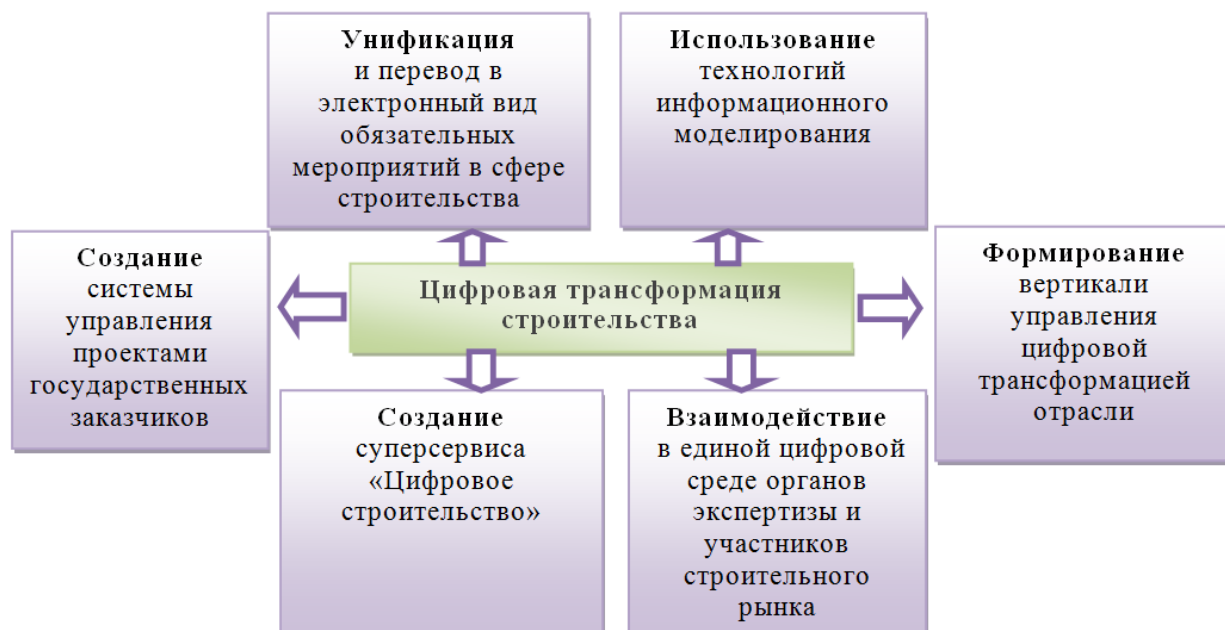 Унификация
и перевод в
электронный вид
обязательных
мероприятий в сфере
строительства
Использование
технологий
информационного
моделирования
Создание
системы
управления
проектами
государственных
заказчиков
Цифровая трансформация
строительства
Формирование
вертикали
управления
цифровой
трансформацией
отрасли
Создание
суперсервиса
«Цифровое
строительство»
Взаимодействие
в единой цифровой
среде органов
экспертизы и
участников
строительного
рынка